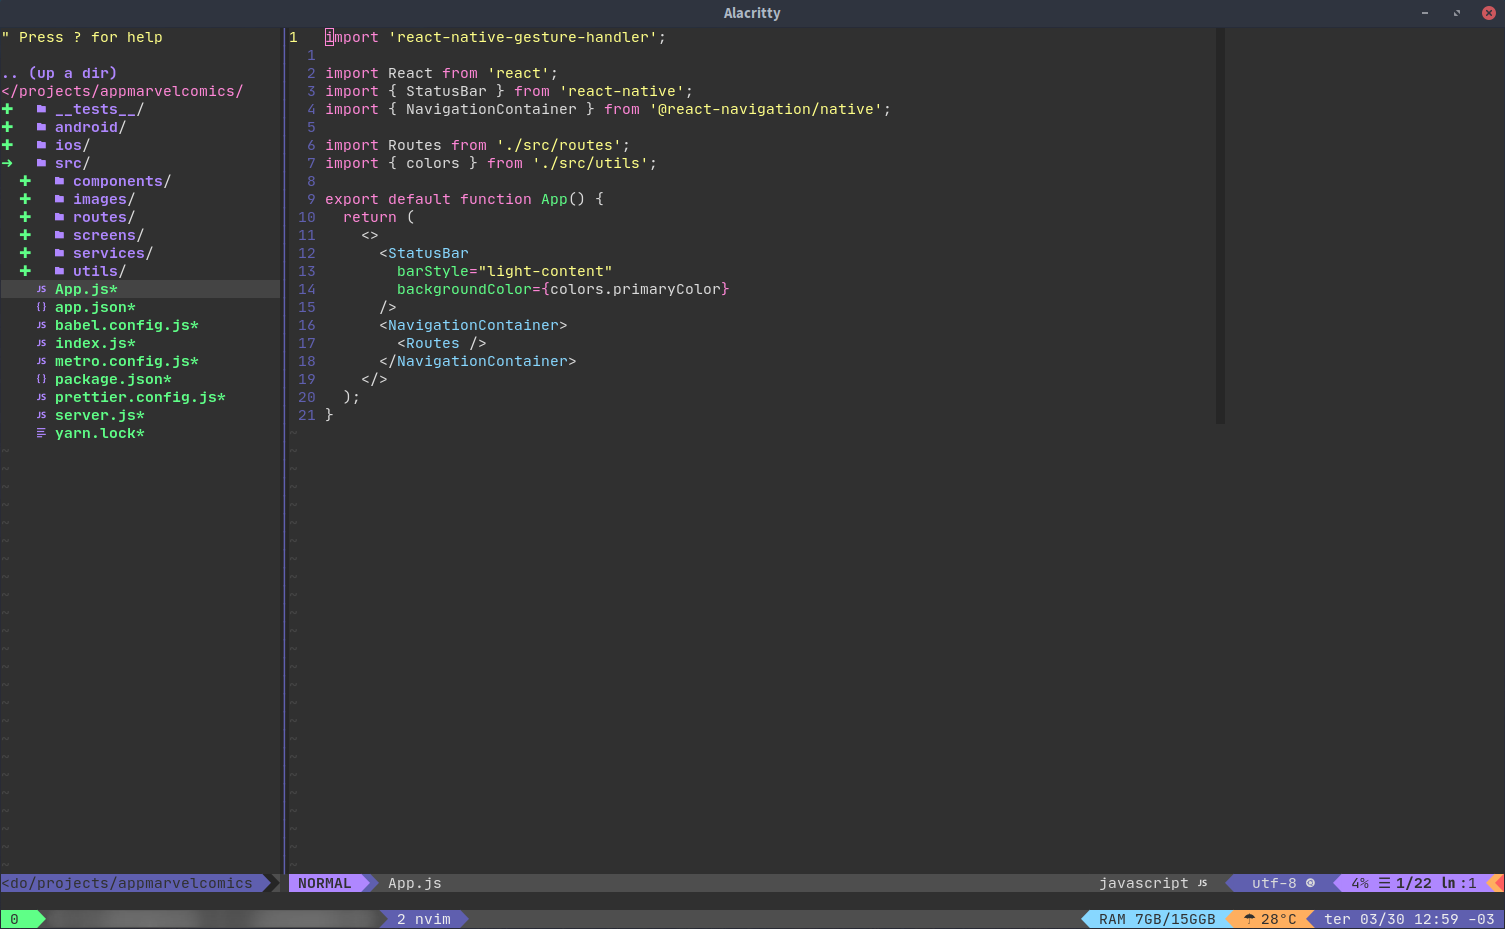 Alacritty
" Press ? for help
.. (up a dir)
</projects/appmarvelcomics/
__tests__/
android/
ios/
src/
components/
images/
routes/
screens/
services/
utils/
JS App.js*
{} app.json*
JS babel.config.js*
JS index.js*
JS metro.config.js*
{} package.json*
JS prettier.config.js*
JS server.js*
yarn.lock*
<do/projects/appmarvelcomics
1 import 'react-native-gesture-handler';
1
2 import React from 'react';
3 import { StatusBar } from 'react-native';
4 import { NavigationContainer } from '@react-navigation/native';
5
6 import Routes from './src/routes';
7 import { colors } from './src/utils';
8
9 export default function App() {
10 return (
11 <>
12 <StatusBar
13 barStyle="light-content"
14 backgroundColor={colors.primaryColor}
15 />
16 <NavigationContainer>
17 <Routes />
18 </NavigationContainer>
19 </>
20 );
21 }
NORMAL App.js javascript JS utf-8 4% ☰ 1/22 ln :1
0 2 nvim RAM 7GB/15GGB ☂ 28°C ter 03/30 12:59 -03